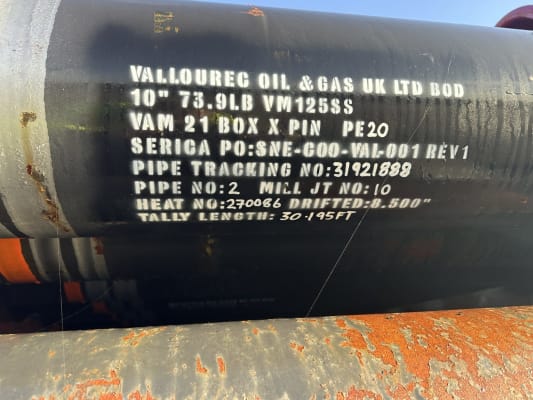 VALLOUREC OIL & GAS UK LTD BOD
10" 73.9LB VM125SS
VAM 21 BOX X PIN PE20
SERICA PO:SNE-COO-VAL-001 REV1
PIPE TRACKING NO:31921888
PIPE NO:2 MILL JT NO:10
HEAT NO:270086 DRIFTED:8.500"
TALLY LENGTH: 30.195FT